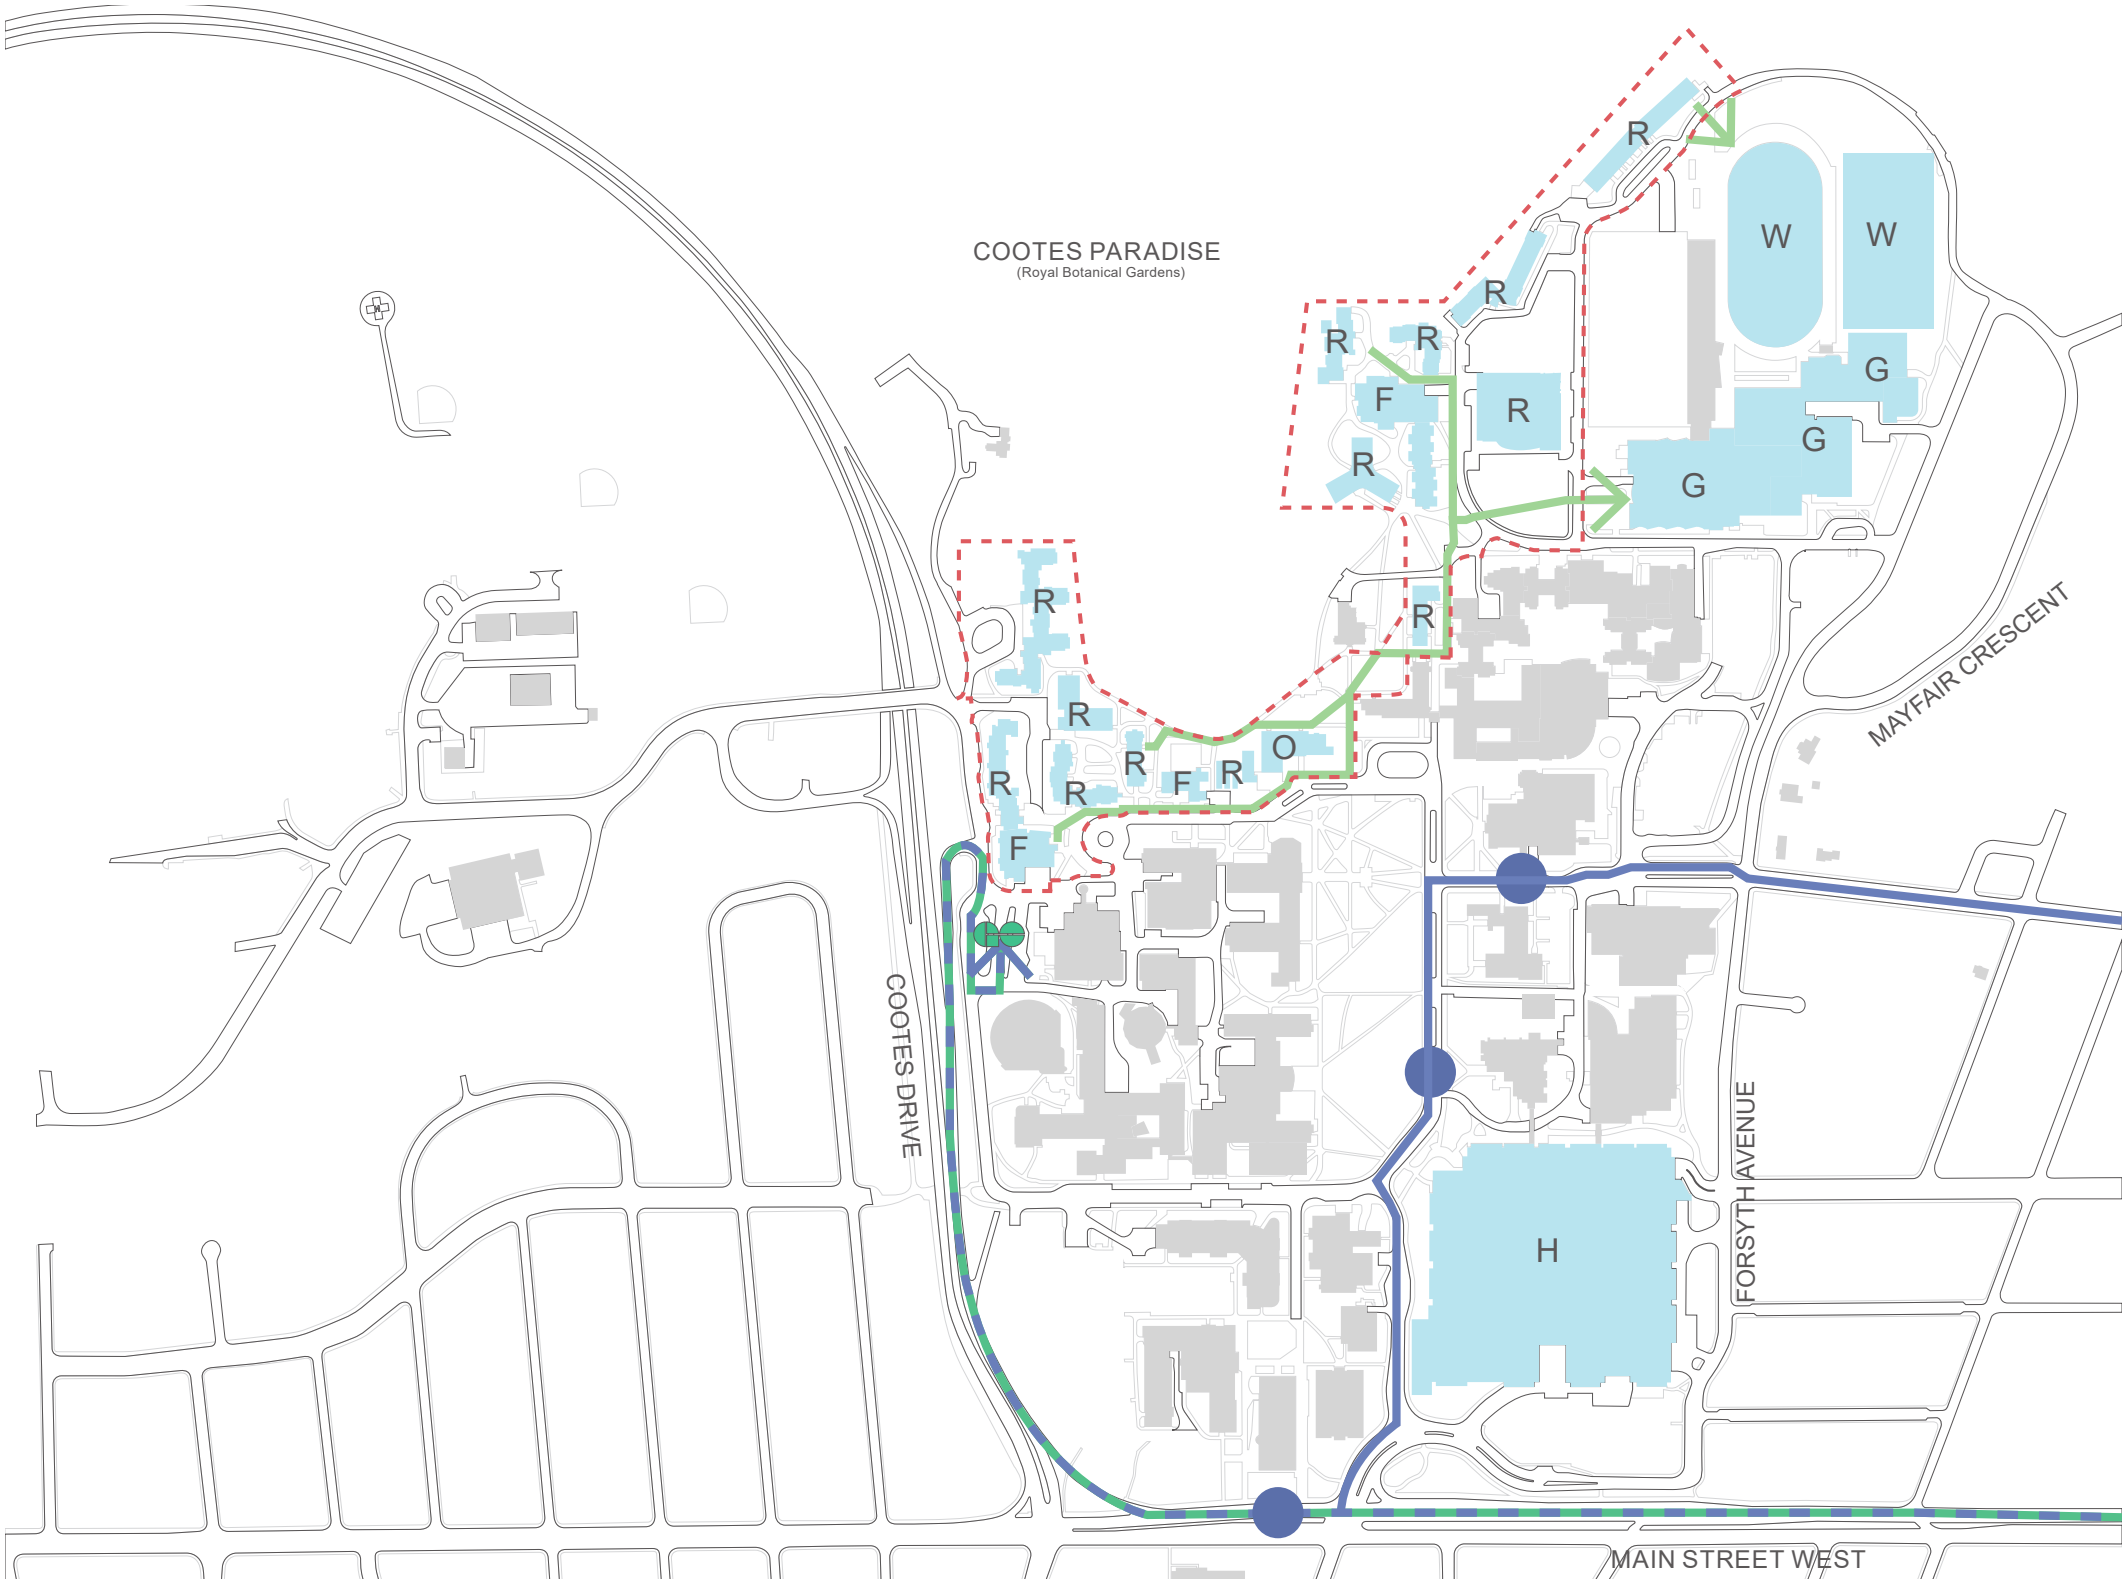 R
W
W
COOTES PARADISE
(Royal Botanical Gardens)
R
R
R
F
R
G
R
G
G
R
R
MAYFAIR CRESCENT
R
O
R
F
R
R
R
F
COOTES DRIVE
FORSYTH AVENUE
H
MAIN STREET WEST